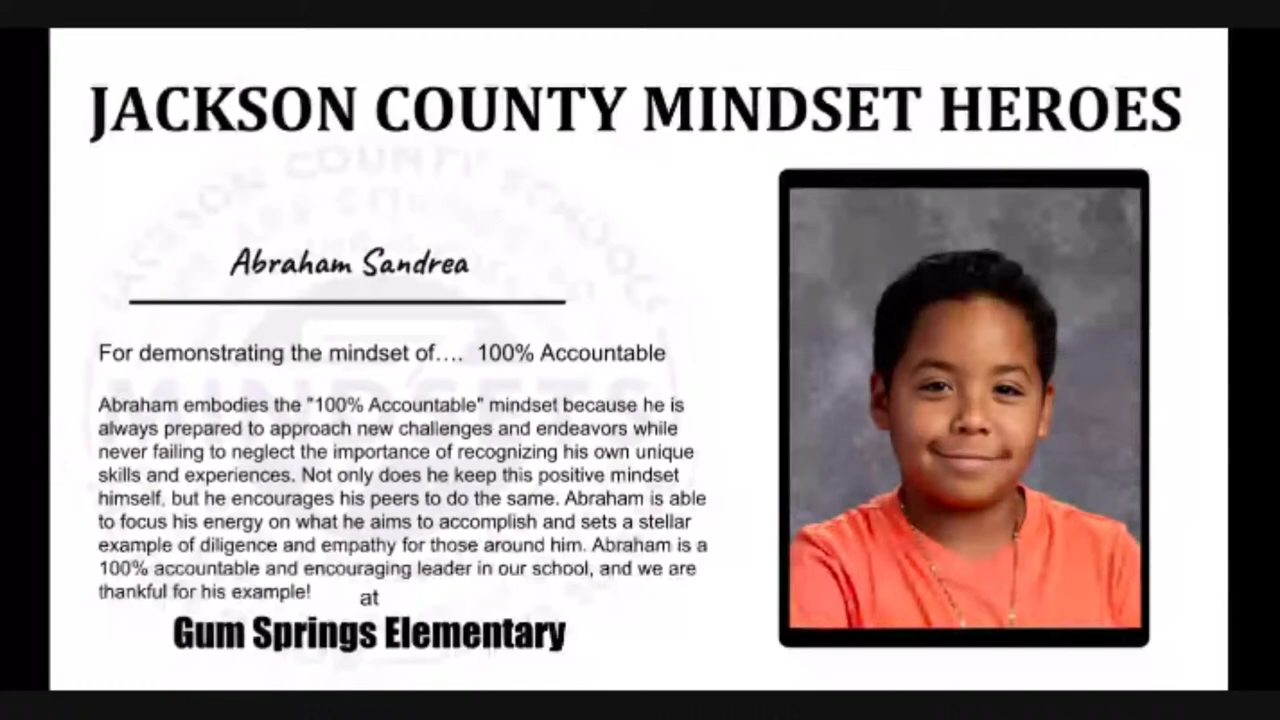 JACKSON COUNTY MINDSET HEROES
Abraham Sandrea
For demonstrating the mindset of.... 100% Accountable
Abraham embodies the "100% Accountable" mindset because he is
always prepared to approach new challenges and endeavors while
never failing to neglect the importance of recognizing his own unique
skills and experiences. Not only does he keep this positive mindset
himself, but he encourages his peers to do the same. Abraham is able
to focus his energy on what he aims to accomplish and sets a stellar
example of diligence and empathy for those around him. Abraham is a
100% accountable and encouraging leader in our school, and we are
thankful for his example!
at
Gum Springs Elementary
JACKSON COUNTY SCHOOL
MINDSETS